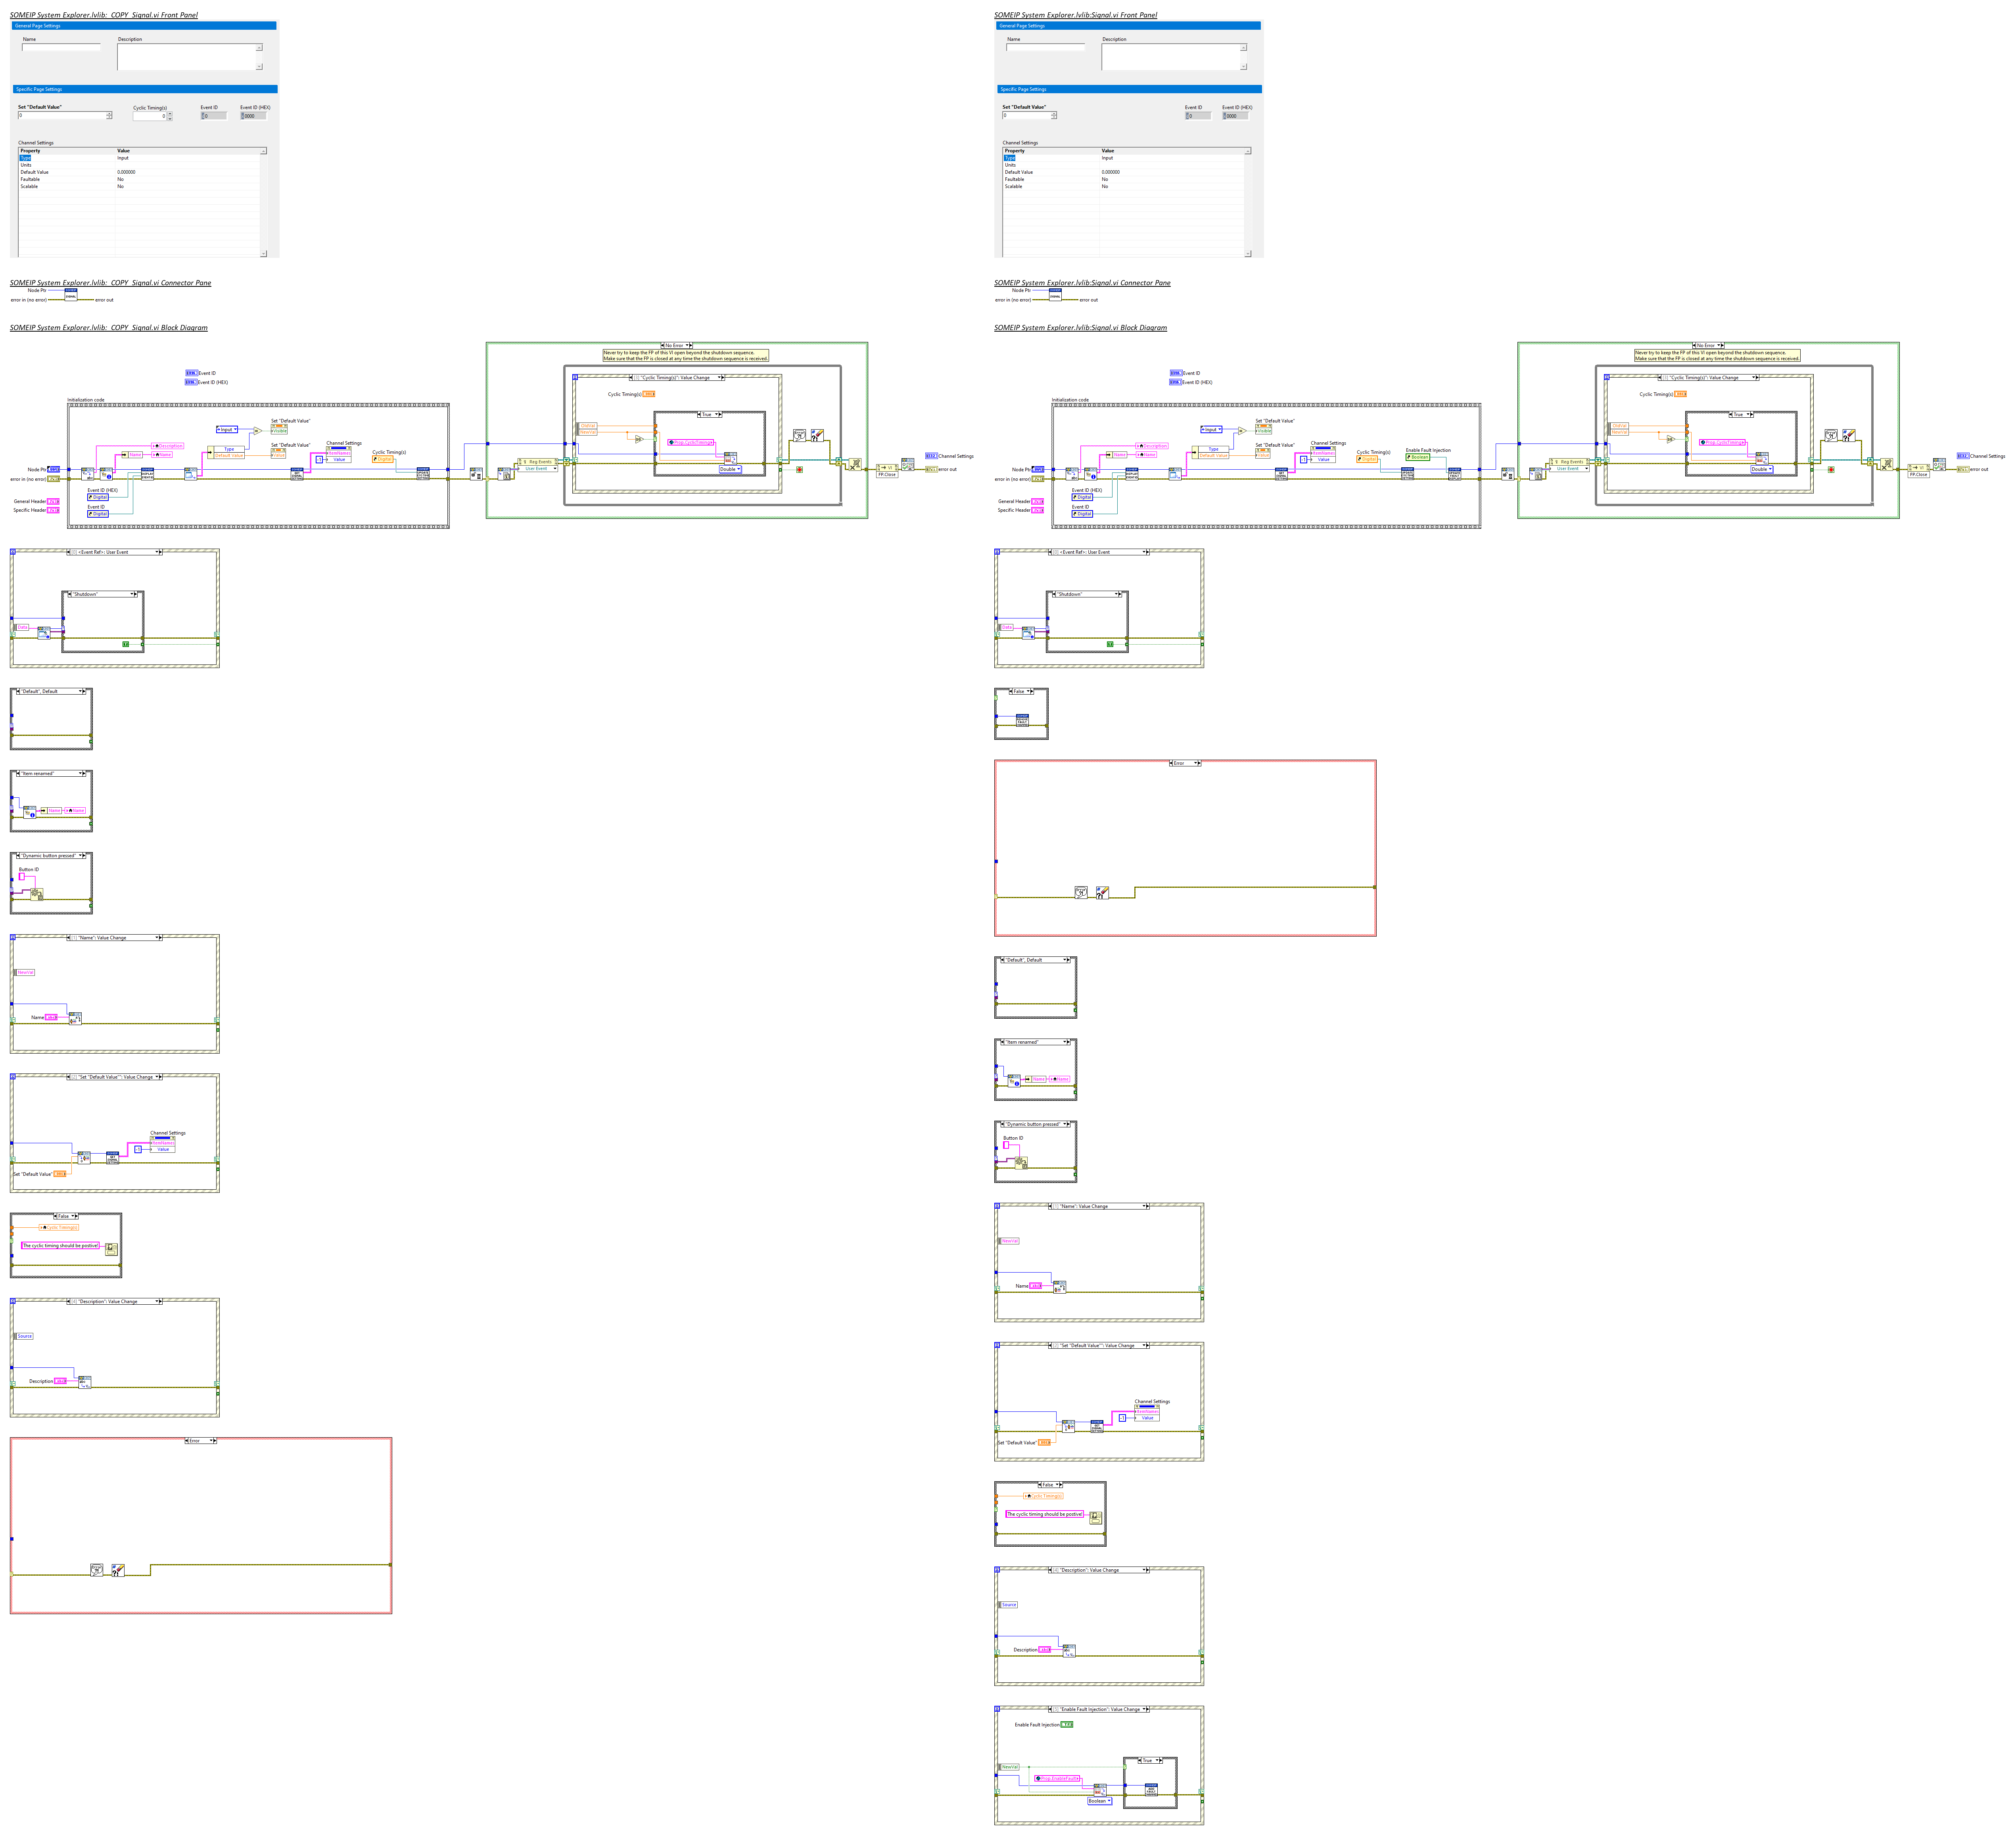 SOMEIP System Explorer.lvlib:_COPY_Signal.vi Front Panel
General Page Settings
Name
Description
Specific Page Settings
Set "Default Value"
Cyclic Timing(s)
Event ID
Event ID (HEX)
0
0
0
0000
Channel Settings
Property Value
Type Input
Units
Default Value 0.000000
Faultable No
Scalable No
SOMEIP System Explorer.lvlib:_COPY_Signal.vi Connector Pane
Node Ptr
error in (no error)
error out
SOMEIP System Explorer.lvlib:_COPY_Signal.vi Block Diagram
No Error
Never try to keep the FP of this VI open beyond the shutdown sequence.
Make sure that the FP is closed at any time the shutdown sequence is received.
Event ID
Event ID (HEX)
[3] "Cyclic Timing(s)": Value Change
Cyclic Timing(s)
Initialization code
True
Set "Default Value"
Input
Visible
OldVal
NewVal
Description
Name
Name
Type
Default Value
Set "Default Value"
Value
Channel Settings
ItemNames
Value
Cyclic Timing(s)
Digital
Prop.CyclicTiming
Double
Node Ptr
error in (no error)
Reg Events
User Event
Channel Settings
error out
VI
FP.Close
Event ID (HEX)
Digital
Event ID
Digital
General Header
Specific Header
[0] <Event Ref>: User Event
"Shutdown"
Data
"Default", Default
"Item renamed"
Name
Name
"Dynamic button pressed"
Button ID
[1] "Name": Value Change
NewVal
Name
[2] "Set "Default Value"": Value Change
Channel Settings
ItemNames
-1
Value
Set "Default Value"
False
Cyclic Timing(s)
The cyclic timing should be postive!
[4] "Description": Value Change
Source
Description
Error
SOMEIP System Explorer.lvlib:Signal.vi Front Panel
General Page Settings
Name
Description
Specific Page Settings
Set "Default Value"
Event ID
Event ID (HEX)
0
0
0000
Channel Settings
Property Value
Type Input
Units
Default Value 0.000000
Faultable No
Scalable No
SOMEIP System Explorer.lvlib:Signal.vi Connector Pane
Node Ptr
error in (no error)
error out
SOMEIP System Explorer.lvlib:Signal.vi Block Diagram
No Error
Never try to keep the FP of this VI open beyond the shutdown sequence.
Make sure that the FP is closed at any time the shutdown sequence is received.
Event ID
Event ID (HEX)
[3] "Cyclic Timing(s)": Value Change
Cyclic Timing(s)
Initialization code
True
Set "Default Value"
Input
Visible
OldVal
NewVal
Description
Name
Name
Type
Default Value
Set "Default Value"
Value
Channel Settings
ItemNames
Value
Cyclic Timing(s)
Digital
Enable Fault Injection
Boolean
Prop.CyclicTiming
Double
Node Ptr
error in (no error)
Reg Events
User Event
Channel Settings
error out
VI
FP.Close
Event ID (HEX)
Digital
Event ID
Digital
General Header
Specific Header
[0] <Event Ref>: User Event
"Shutdown"
Data
False
Error
"Default", Default
"Item renamed"
Name
Name
"Dynamic button pressed"
Button ID
[1] "Name": Value Change
NewVal
Name
[2] "Set "Default Value"": Value Change
Channel Settings
ItemNames
-1
Value
Set "Default Value"
False
Cyclic Timing(s)
The cyclic timing should be postive!
[4] "Description": Value Change
Source
Description
[5] "Enable Fault Injection": Value Change
Enable Fault Injection
True
NewVal
Prop.EnableFault
Boolean